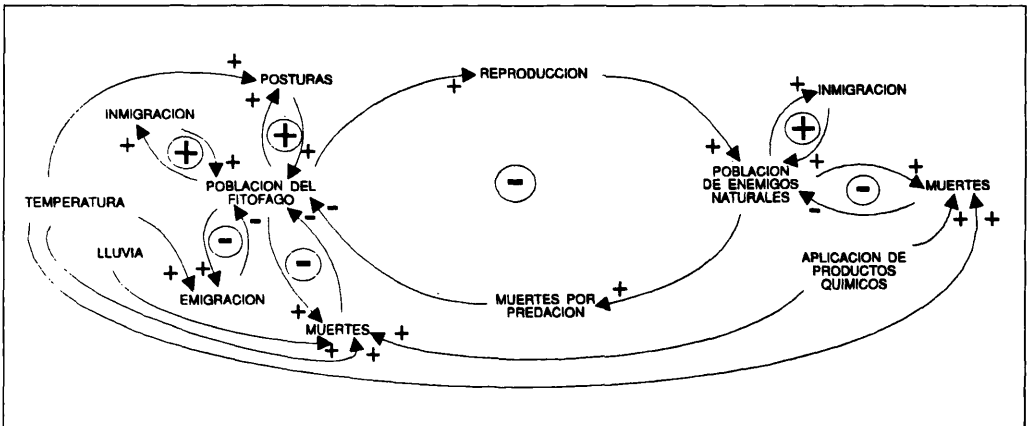 REPRODUCCION
POSTURAS
INMIGRACION
INMIGRACION
POBLACION DEL
FITOFAGO
POBLACION
DE ENEMIGOS
NATURALES
MUERTES
TEMPERATURA
LLUVIA
EMIGRACION
APLICACION DE
PRODUCTOS
QUIMICOS
MUERTES POR
PREDACION
MUERTES